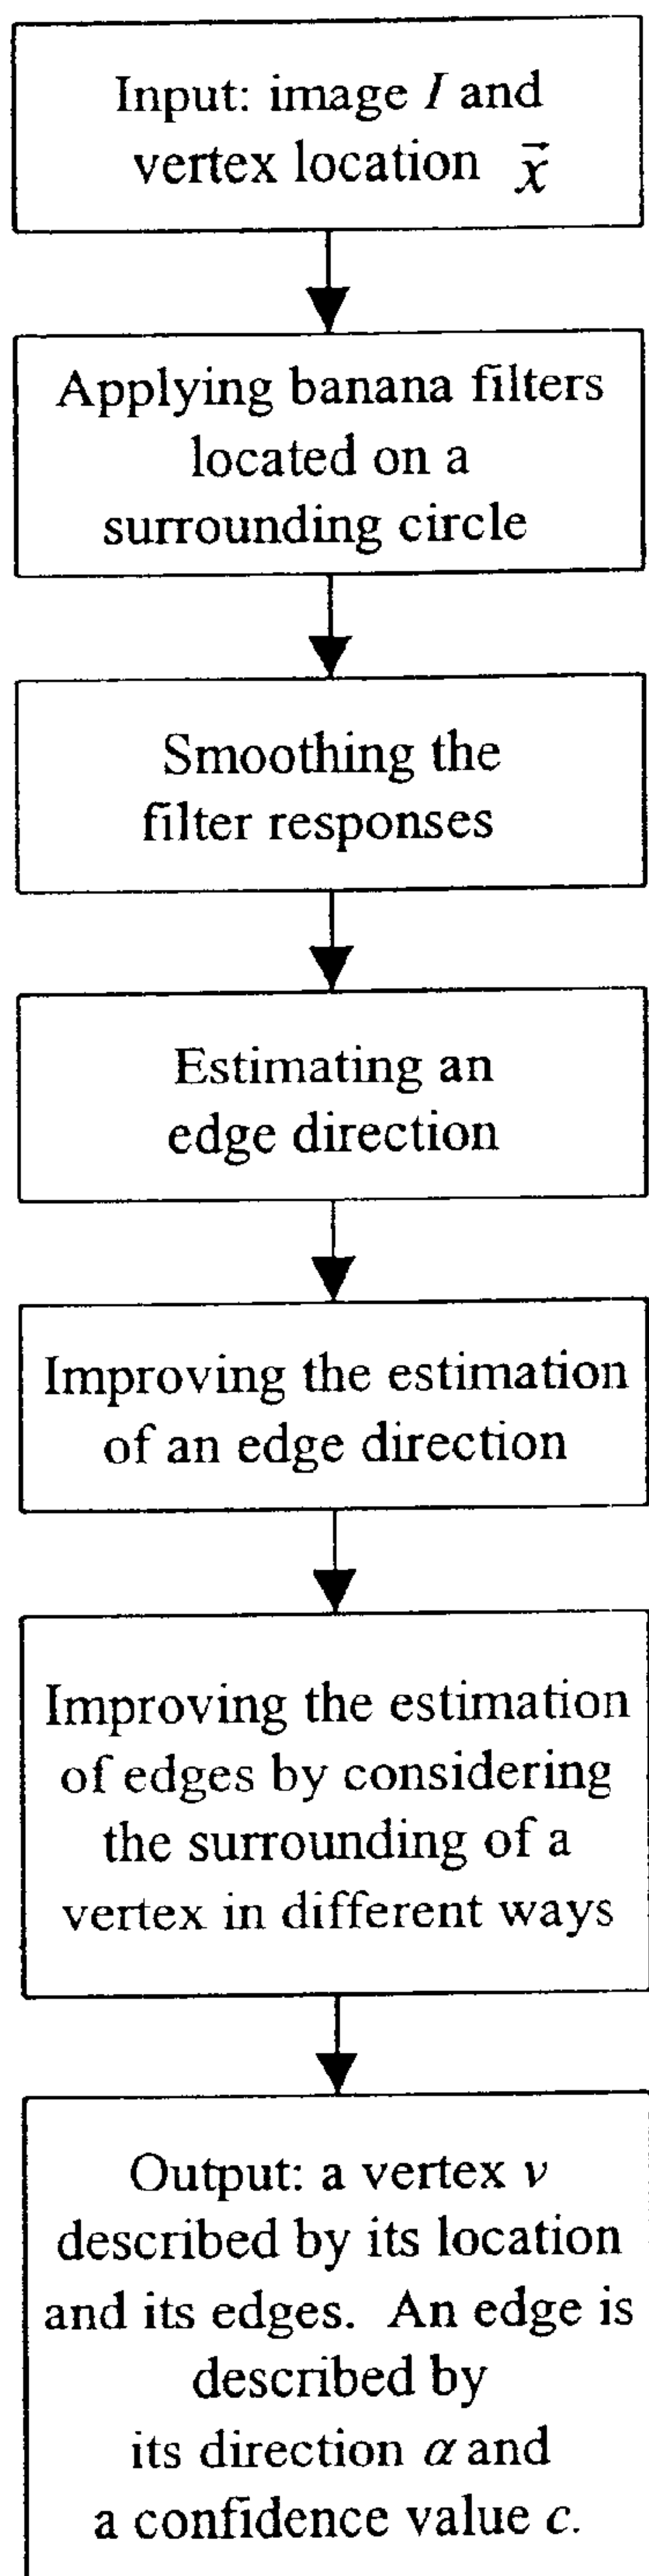 Input: image I and
vertex location x⃗
Applying banana filters
located on a
surrounding circle
Smoothing the
filter responses
Estimating an
edge direction
Improving the estimation
of an edge direction
Improving the estimation
of edges by considering
the surrounding of a
vertex in different ways
Output: a vertex v
described by its location
and its edges. An edge is
described by
its direction α and
a confidence value c.